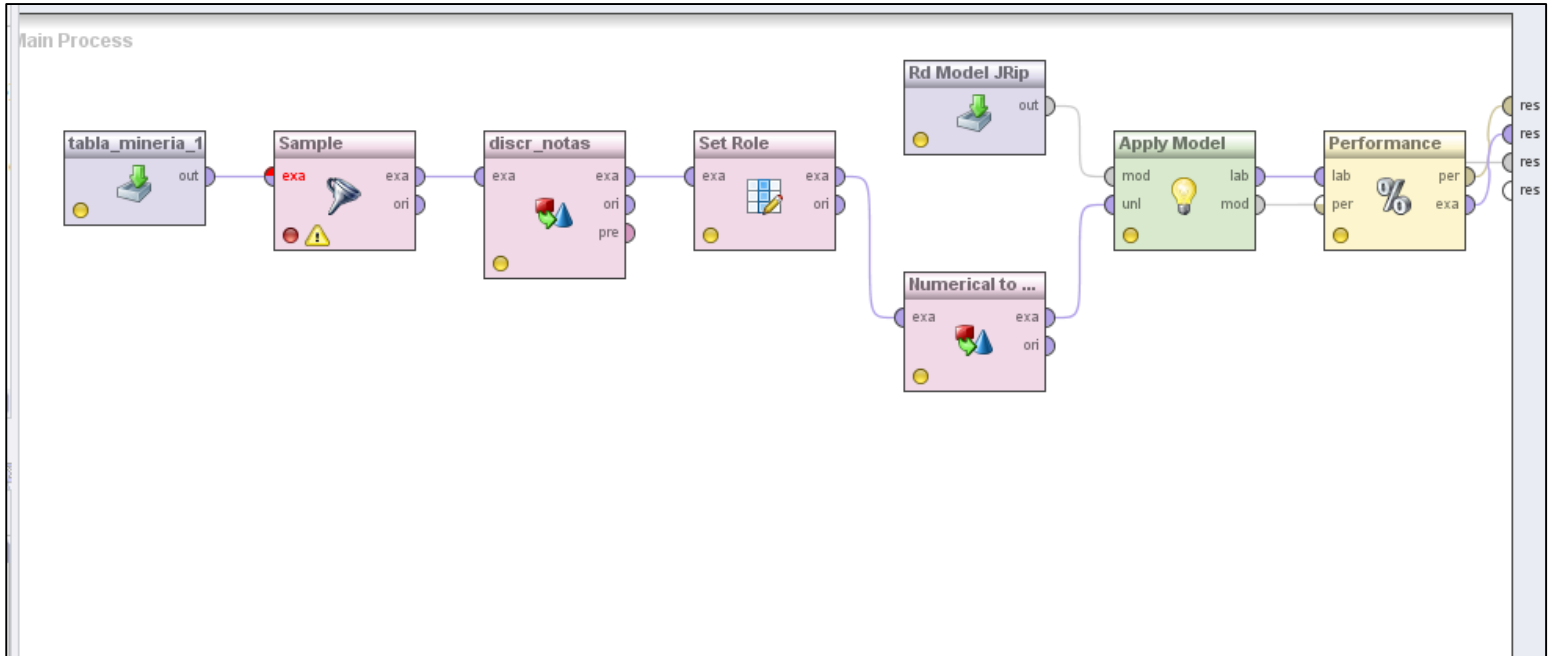 Main Process
tabla_mineria_1
out
Sample
exa
exa
ori
discr_notas
exa
exa
ori
pre
Set Role
exa
exa
ori
Rd Model JRip
out
Numerical to ...
exa
exa
ori
Apply Model
mod
lab
unl
mod
Performance
lab
per
per
exa
%
res
res
res
res